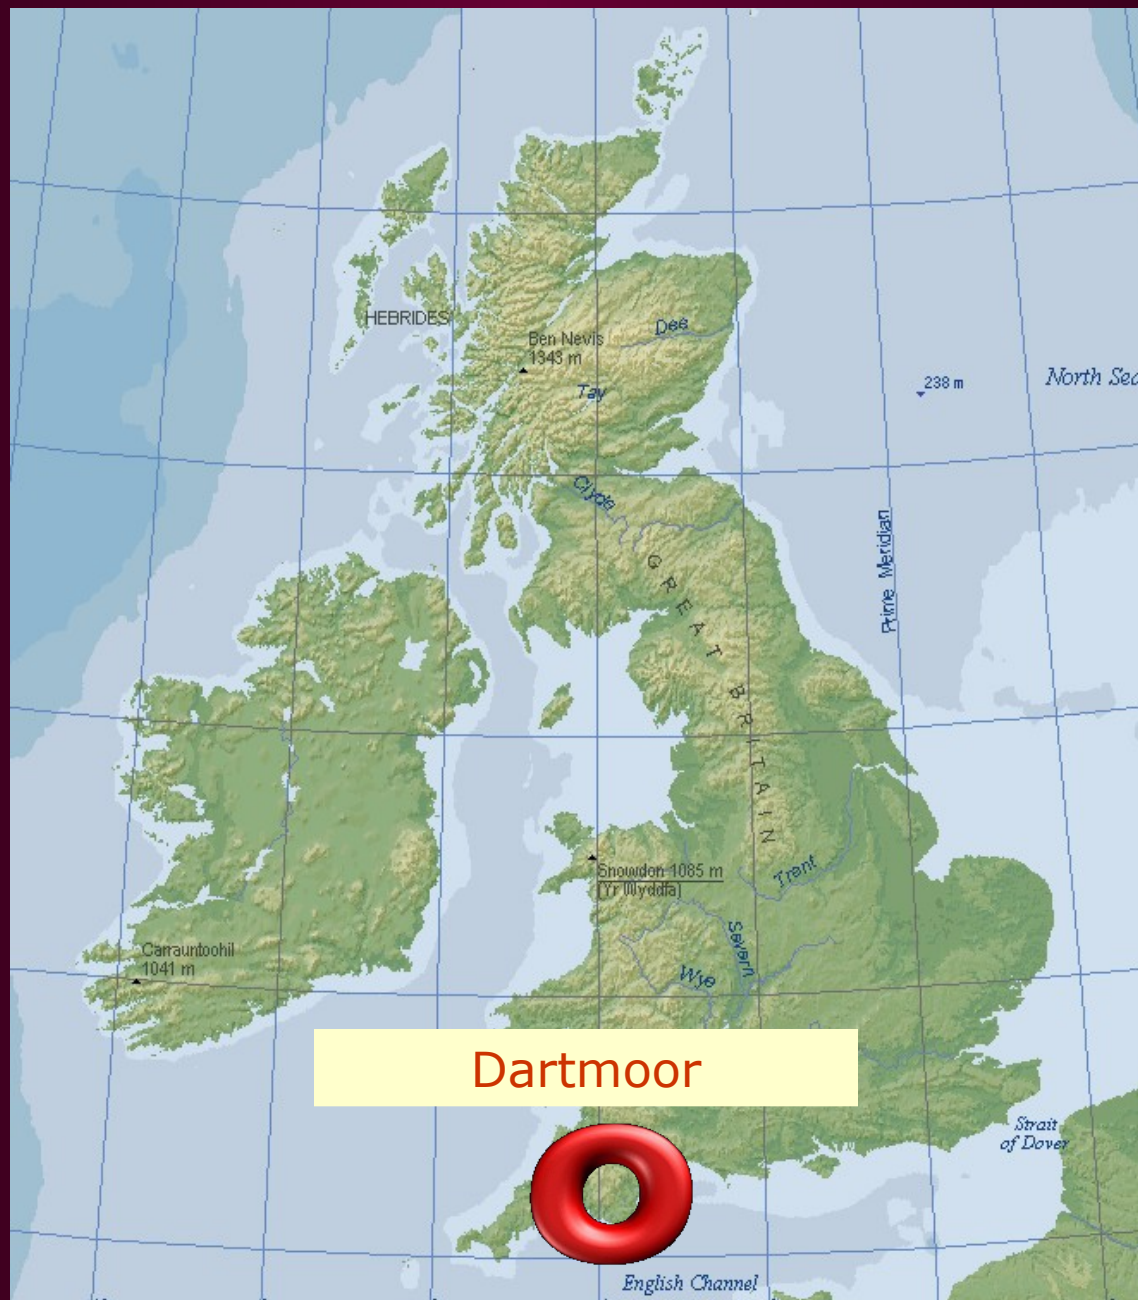 HEBRIDES
Ben Nevis
1343 m
Dee
Tay
238 m
North Sea
Clyde
Prime Meridian
GREAT BRITAIN
Snowdon 1085 m
(Yr Wyddfa)
Trent
Severn
Wye
Carrauntoohil
1041 m
Dartmoor
Strait
of Dover
English Channel